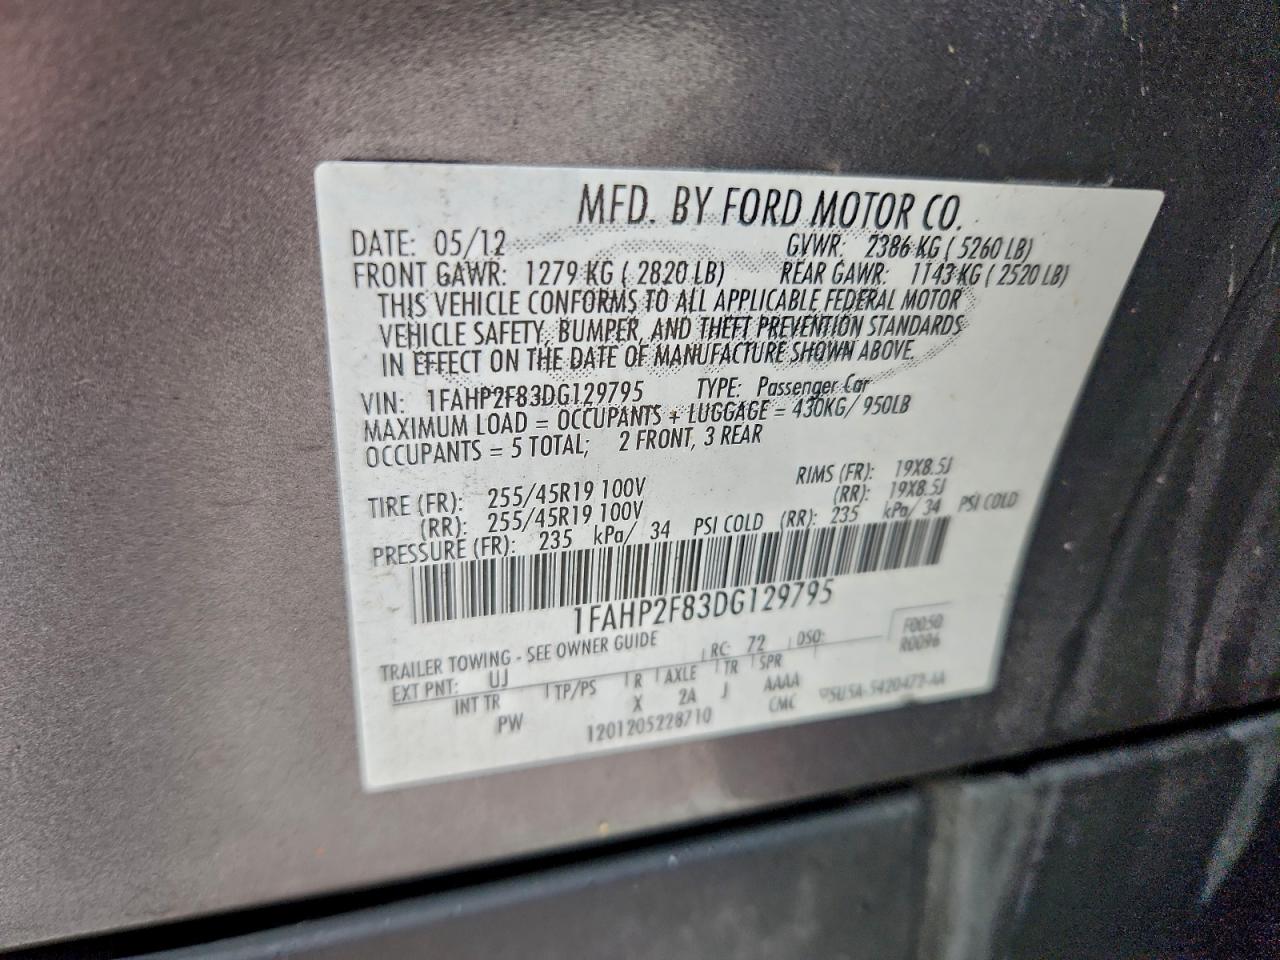 MFD. BY FORD MOTOR CO.
DATE: 05/12 GVWR: 2386 KG ( 5260 LB)
FRONT GAWR: 1279 KG ( 2820 LB) REAR GAWR: 1143 KG ( 2520 LB)
THIS VEHICLE CONFORMS TO ALL APPLICABLE FEDERAL MOTOR
VEHICLE SAFETY, BUMPER, AND THEFT PREVENTION STANDARDS
IN EFFECT ON THE DATE OF MANUFACTURE SHOWN ABOVE.
VIN: 1FAHP2F83DG129795 TYPE: Passenger Car
MAXIMUM LOAD = OCCUPANTS + LUGGAGE = 430KG/ 950LB
OCCUPANTS = 5 TOTAL; 2 FRONT, 3 REAR
TIRE (FR): 255/45R19 100V RIMS (FR): 19X8.5J
(RR): 255/45R19 100V (RR): 19X8.5J
PRESSURE (FR): 235 kPa/ 34 PSI COLD (RR): 235 kPa/ 34 PSI COLD
1FAHP2F83DG129795
TRAILER TOWING - SEE OWNER GUIDE RC: 72 DSO: F0050
EXT PNT: UJ R0096
INT TR TP/PS R AXLE TR SPR
PW X 2A J AAAA
1201205228710 CMC